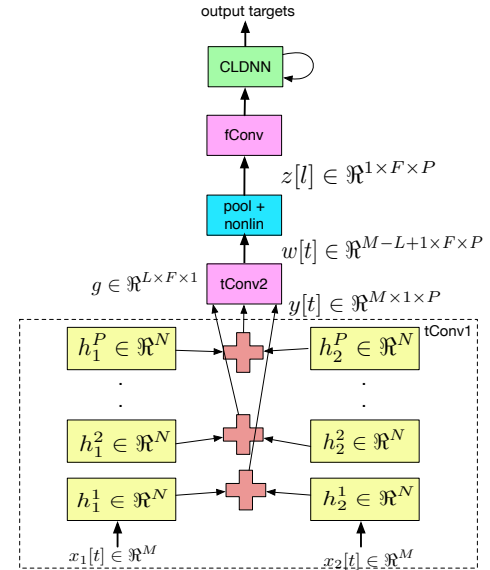 output targets
CLDNN
fConv
z[l] ∈ ℜ^{1×F×P}
pool +
nonlin
w[t] ∈ ℜ^{M−L+1×F×P}
g ∈ ℜ^{L×F×1}
tConv2
y[t] ∈ ℜ^{M×1×P}
tConv1
h_1^P ∈ ℜ^N
h_2^P ∈ ℜ^N
. .
. .
h_1^2 ∈ ℜ^N
h_2^2 ∈ ℜ^N
h_1^1 ∈ ℜ^N
h_2^1 ∈ ℜ^N
x_1[t] ∈ ℜ^M
x_2[t] ∈ ℜ^M